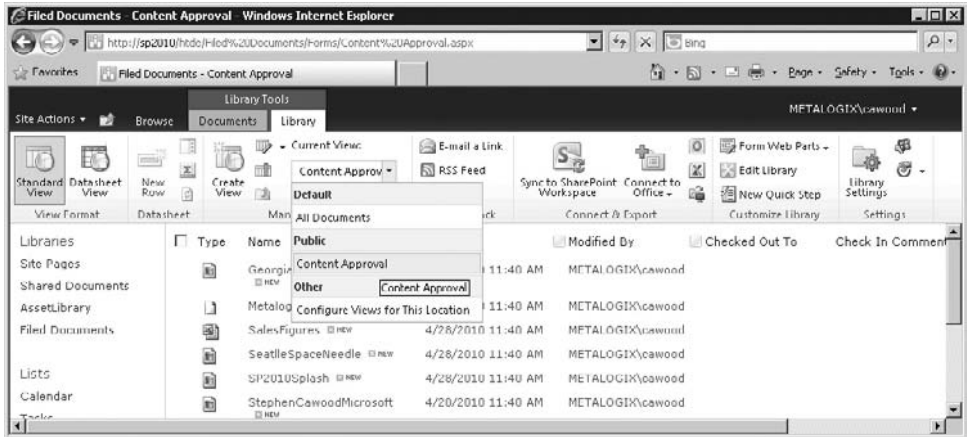 Filed Documents - Content Approval - Windows Internet Explorer
http://sp2010/htdc/Filed%20Documents/Forms/Content%20Approval.aspx
Bing
Favorites
Filed Documents - Content Approval
Page
Safety
Tools
Library Tools
METALOGIX\cawood
Site Actions
Browse
Documents
Library
Standard View
Datasheet View
New Row
Create View
Current View:
Content Approv
E-mail a Link
RSS Feed
Sync to SharePoint Workspace
Connect to Office
Form Web Parts
Edit Library
New Quick Step
Library Settings
View Format
Datasheet
Man
Connect & Export
Customize Library
Settings
Default
All Documents
Public
Content Approval
Other
Content Approval
Configure Views for This Location
Libraries
Site Pages
Shared Documents
AssetLibrary
Filed Documents
Lists
Calendar
Tasks
Type
Name
Modified By
Checked Out To
Check In Comment
Georgia
NEW
11:40 AM
METALOGIX\cawood
Metalog
11:40 AM
METALOGIX\cawood
SalesFigures NEW
4/28/2010 11:40 AM
METALOGIX\cawood
SeatlleSpaceNeedle NEW
4/28/2010 11:40 AM
METALOGIX\cawood
SP2010Splash NEW
4/28/2010 11:40 AM
METALOGIX\cawood
StephenCawoodMicrosoft
NEW
4/28/2010 11:40 AM
METALOGIX\cawood